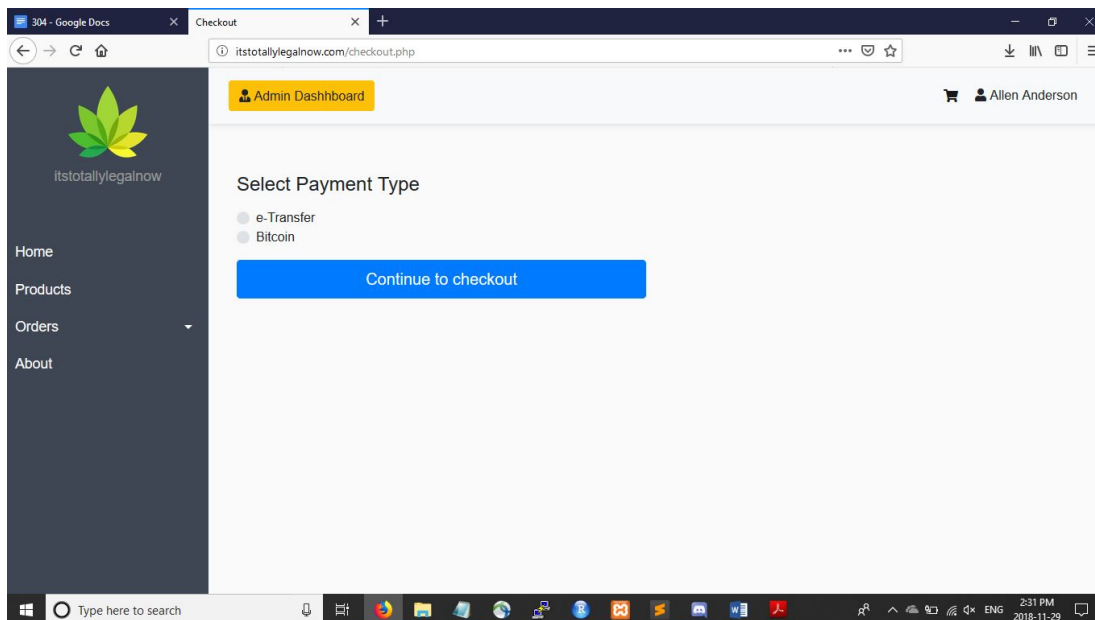 304 - Google Docs
Checkout
itstotallylegalnow.com/checkout.php
Admin Dashhboard
Allen Anderson
itstotallylegalnow
Home
Products
Orders
About
Select Payment Type
e-Transfer
Bitcoin
Continue to checkout
Type here to search
ENG
2:31 PM
2018-11-29